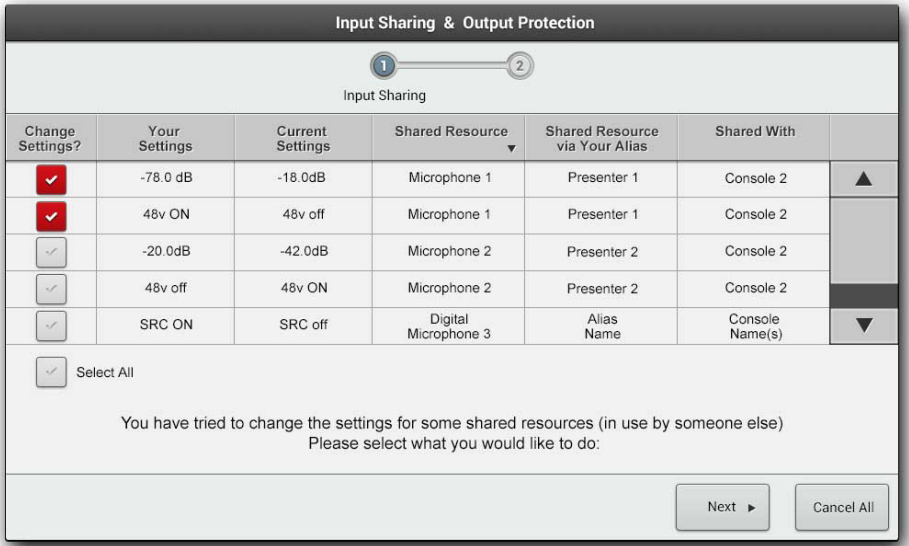 Input Sharing & Output Protection
1 2
Input Sharing
Change Settings? Your Settings Current Settings Shared Resource Shared Resource via Your Alias Shared With
-78.0 dB -18.0dB Microphone 1 Presenter 1 Console 2
48v ON 48v off Microphone 1 Presenter 1 Console 2
-20.0dB -42.0dB Microphone 2 Presenter 2 Console 2
48v off 48v ON Microphone 2 Presenter 2 Console 2
SRC ON SRC off Digital Microphone 3 Alias Name Console Name(s)
Select All
You have tried to change the settings for some shared resources (in use by someone else)
Please select what you would like to do:
Next Cancel All